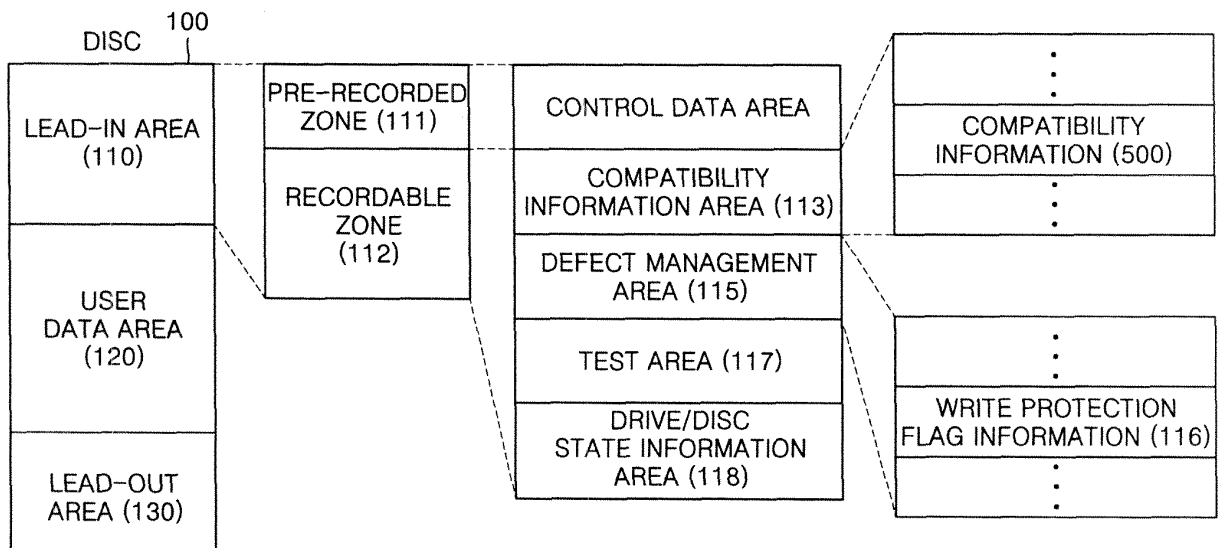 DISC
100
LEAD-IN AREA
(110)
USER
DATA AREA
(120)
LEAD-OUT
AREA (130)
PRE-RECORDED
ZONE (111)
RECORDABLE
ZONE
(112)
CONTROL DATA AREA
COMPATIBILITY
INFORMATION AREA (113)
DEFECT MANAGEMENT
AREA (115)
TEST AREA (117)
DRIVE/DISC
STATE INFORMATION
AREA (118)
COMPATIBILITY
INFORMATION (500)
WRITE PROTECTION
FLAG INFORMATION (116)